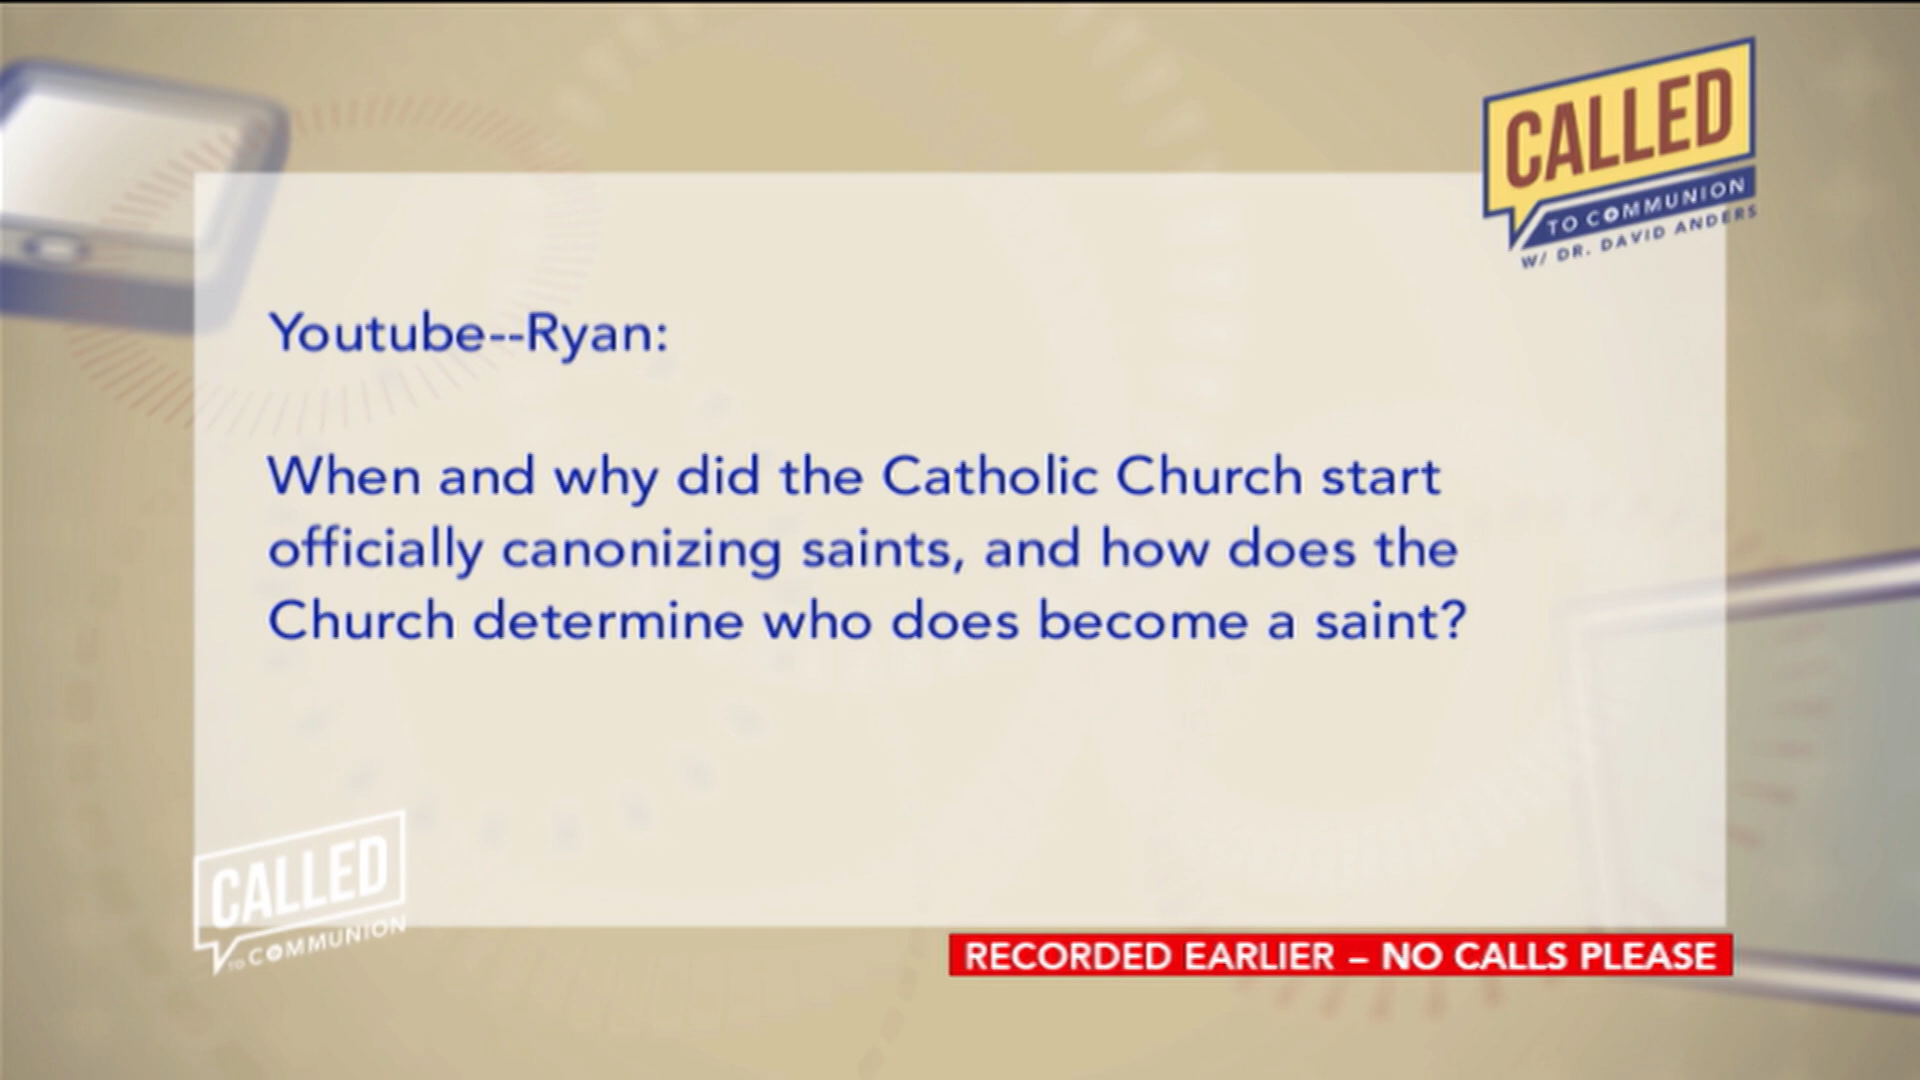 CALLED
TO COMMUNION
W/ DR. DAVID ANDERS
Youtube--Ryan:
When and why did the Catholic Church start
officially canonizing saints, and how does the
Church determine who does become a saint?
CALLED
TO COMMUNION
RECORDED EARLIER – NO CALLS PLEASE